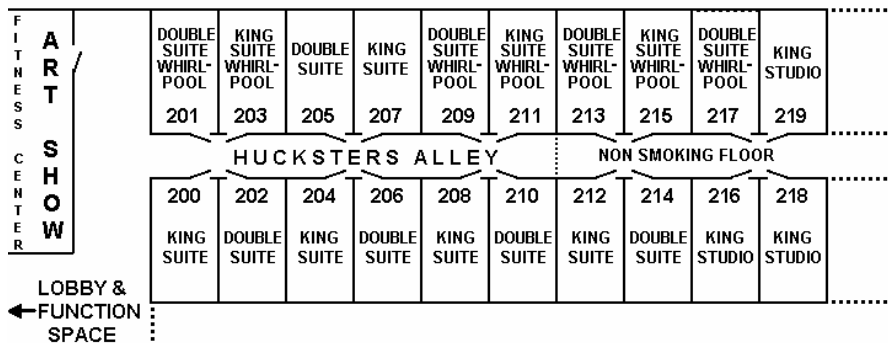 FITNESS CENTER
ART SHOW
DOUBLE
SUITE
WHIRL-
POOL
201
KING
SUITE
WHIRL-
POOL
203
DOUBLE
SUITE
205
KING
SUITE
207
DOUBLE
SUITE
WHIRL-
POOL
209
KING
SUITE
WHIRL-
POOL
211
DOUBLE
SUITE
WHIRL-
POOL
213
KING
SUITE
WHIRL-
POOL
215
DOUBLE
SUITE
WHIRL-
POOL
217
KING
STUDIO
219
HUCKSTERS ALLEY
NON SMOKING FLOOR
200
KING
SUITE
202
DOUBLE
SUITE
204
KING
SUITE
206
DOUBLE
SUITE
208
KING
SUITE
210
DOUBLE
SUITE
212
KING
SUITE
214
DOUBLE
SUITE
216
KING
STUDIO
218
KING
STUDIO
LOBBY &
FUNCTION
SPACE